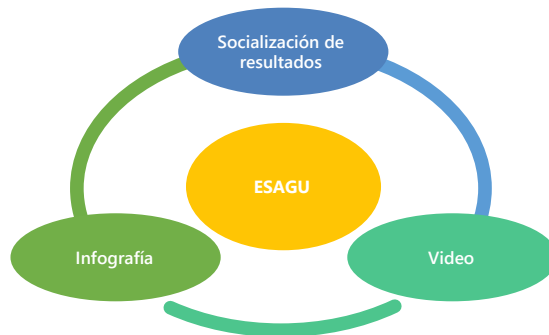 Socialización de
resultados
ESAGU
Infografía
Video